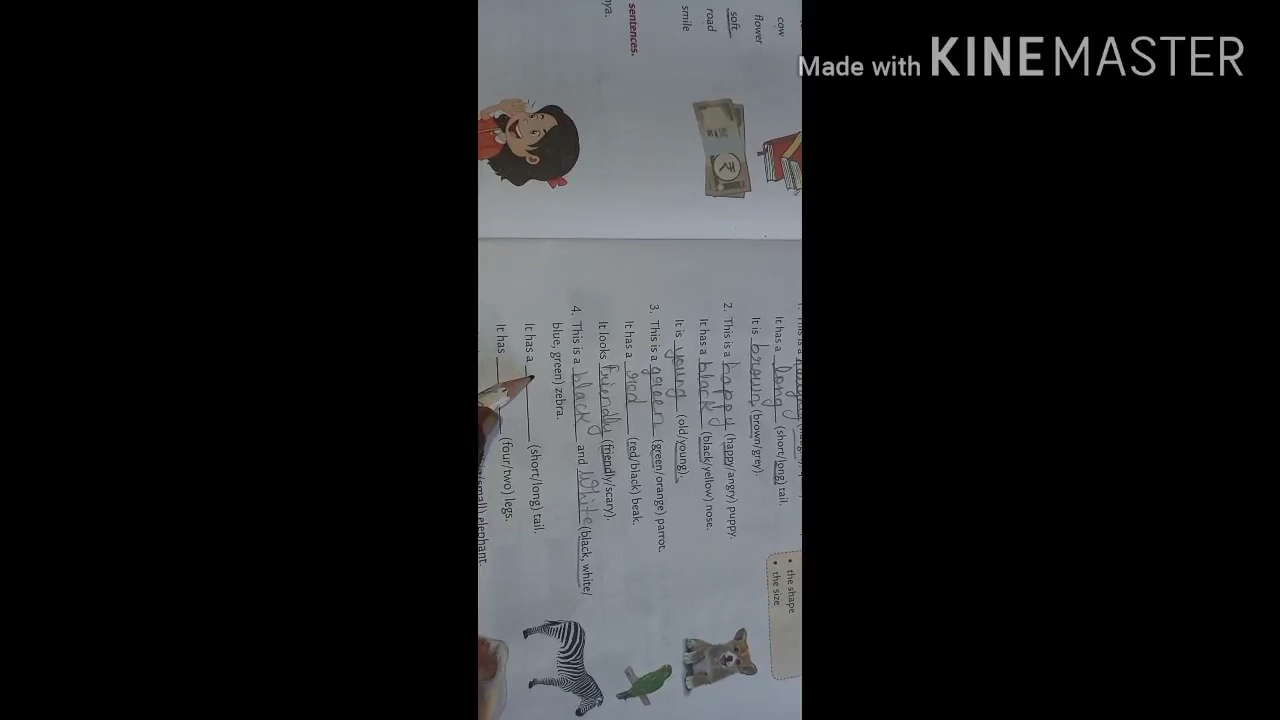 Made with KINEMASTER
cow
flower
soft
road
smile
sentences.
It has a long (short/long) tail.
It is brown (brown/grey).
2. This is a happy (happy/angry) puppy.
It has a black (black/yellow) nose.
It is young (old/young).
3. This is a green (green/orange) parrot.
It has a red (red/black) beak.
It looks friendly (friendly/scary).
4. This is a black and White (black, white/
blue, green) zebra.
It has a (short/long) tail.
It has (four/two) legs.
/small) elephant.
• the shape
• the size